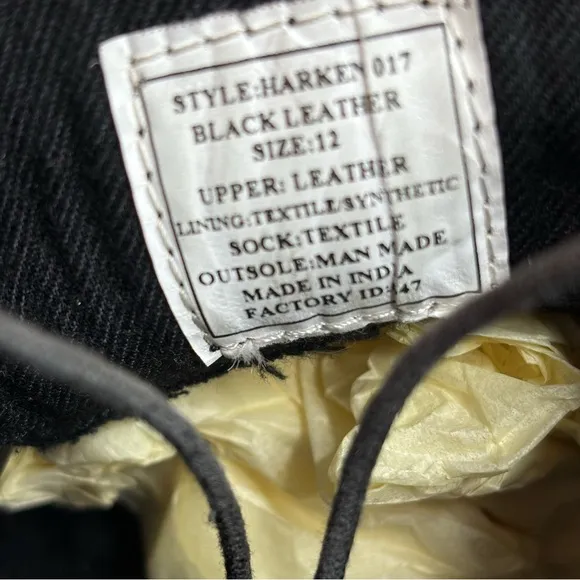 STYLE:HARKEN 017
BLACK LEATHER
SIZE:12
UPPER: LEATHER
LINING:TEXTILE/SYNTHETIC
SOCK:TEXTILE
OUTSOLE:MAN MADE
MADE IN INDIA
FACTORY ID: